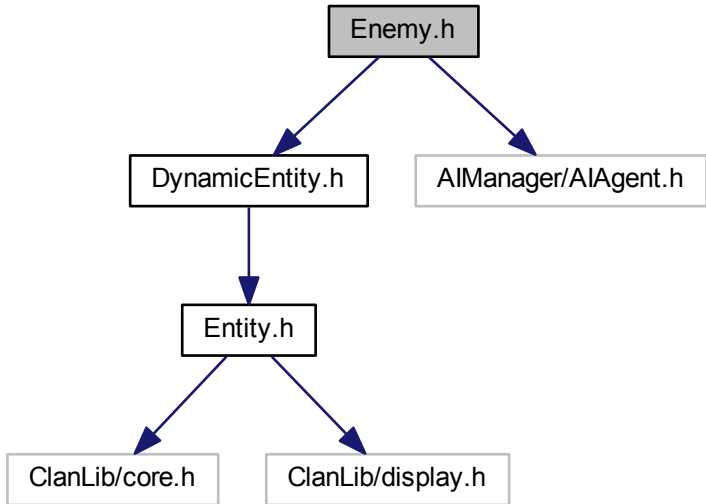 Enemy.h
DynamicEntity.h
AIManager/AIAgent.h
Entity.h
ClanLib/core.h
ClanLib/display.h